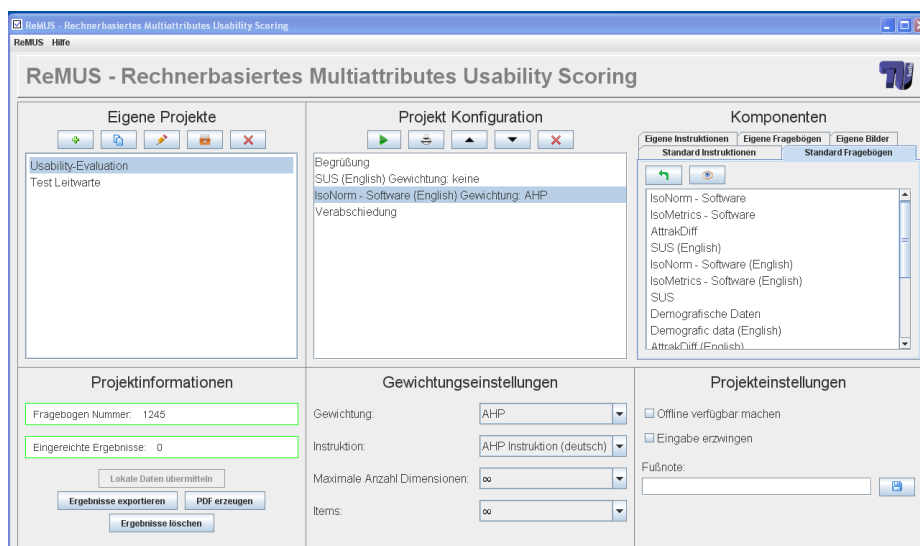 ReMUS - Rechnerbasiertes Multiattributes Usability Scoring
ReMUS Hilfe
ReMUS - Rechnerbasiertes Multiattributes Usability Scoring
Eigene Projekte
Usability-Evaluation
Test Leitwarte
Projekt Konfiguration
Begrüßung
SUS (English) Gewichtung: keine
IsoNorm - Software (English) Gewichtung: AHP
Verabschiedung
Komponenten
Eigene Instruktionen Eigene Fragebögen Eigene Bilder
Standard Instruktionen Standard Fragebögen
IsoNorm - Software
IsoMetrics - Software
AttrakDiff
SUS (English)
IsoNorm - Software (English)
IsoMetrics - Software (English)
SUS
Demografische Daten
Demografic data (English)
AttrakDiff (English)
Projektinformationen
Fragebogen Nummer: 1245
Eingereichte Ergebnisse: 0
Lokale Daten übermitteln
Ergebnisse exportieren PDF erzeugen
Ergebnisse löschen
Gewichtungseinstellungen
Gewichtung: AHP
Instruktion: AHP Instruktion (deutsch)
Maximale Anzahl Dimensionen: ∞
Items: ∞
Projekteinstellungen
Offline verfügbar machen
Eingabe erzwingen
Fußnote: